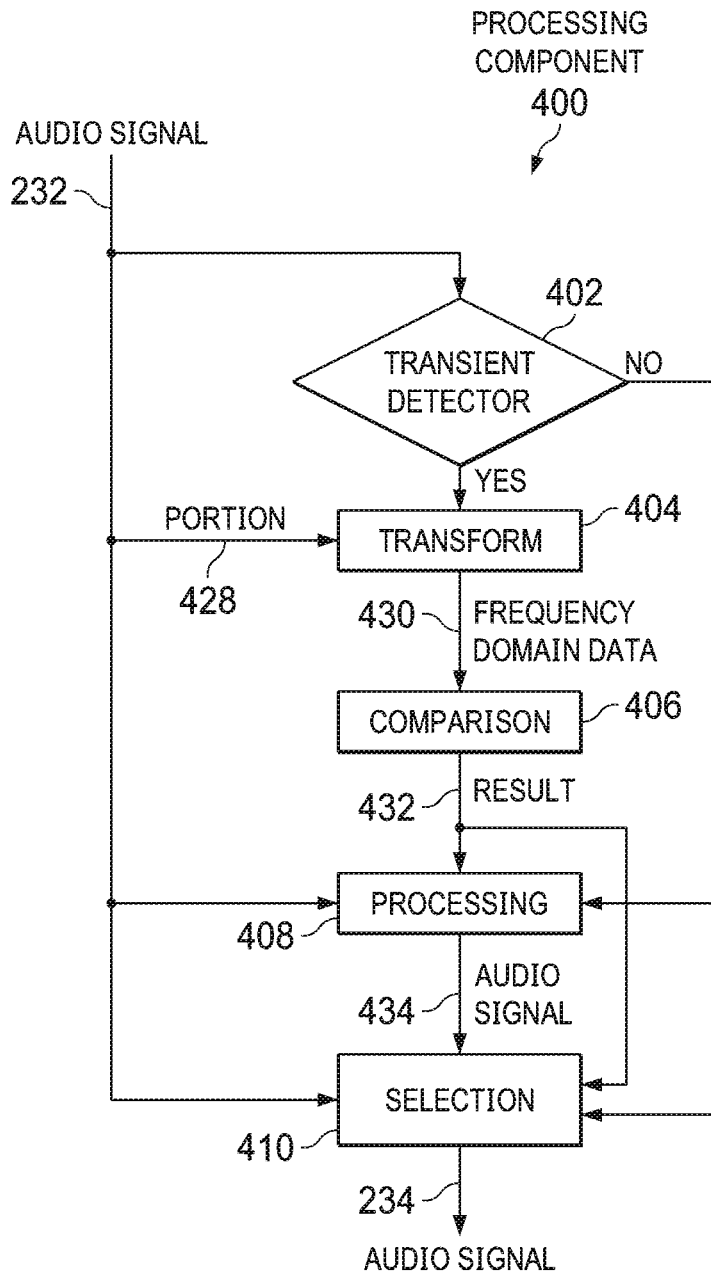 PROCESSING
COMPONENT
400
AUDIO SIGNAL
232
402
TRANSIENT
DETECTOR
NO
YES
PORTION
428
TRANSFORM
404
430
FREQUENCY
DOMAIN DATA
COMPARISON
406
432
RESULT
PROCESSING
408
434
AUDIO
SIGNAL
SELECTION
410
234
AUDIO SIGNAL